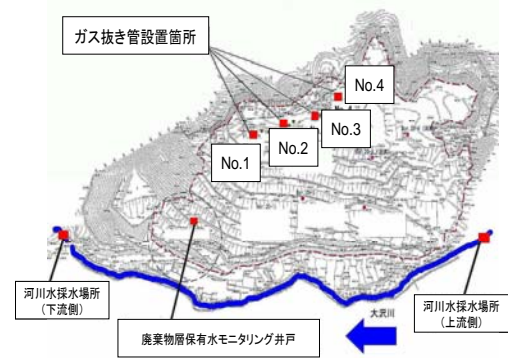 ガス抜き管設置箇所
No.4
No.3
No.2
No.1
河川水採水場所
(下流側)
大沢川
河川水採水場所
(上流側)
廃棄物層保有水モニタリング井戸